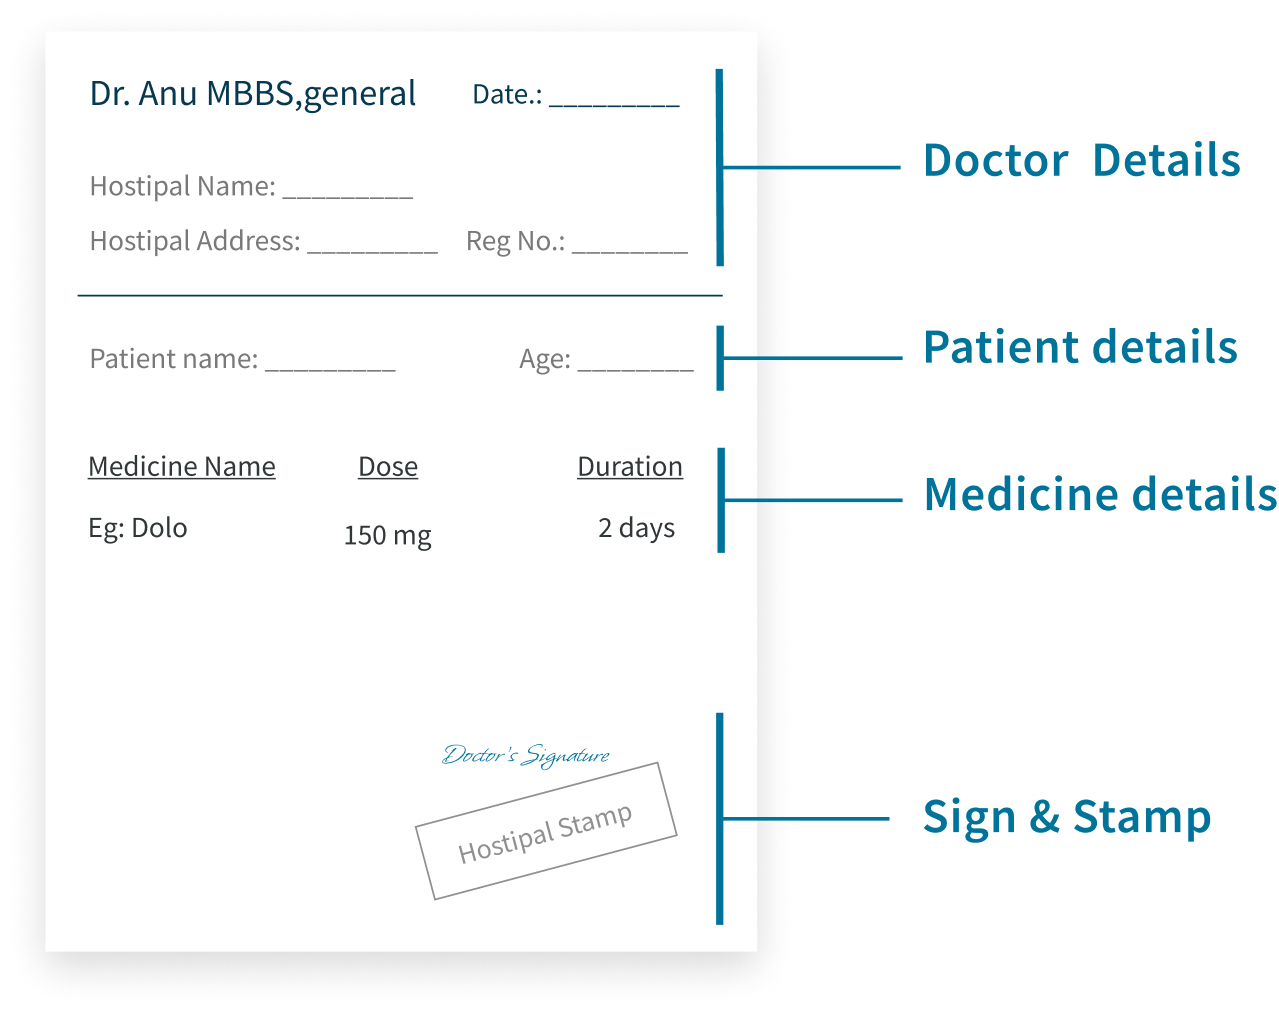 Dr. Anu MBBS,general Date.: _________
Doctor Details
Hostipal Name: _________
Hostipal Address: _________ Reg No.: ________
Patient name: _________ Age: ________
Patient details
Medicine Name Dose Duration
Medicine details
Eg: Dolo 150 mg 2 days
Doctor's Signature
Hostipal Stamp
Sign & Stamp